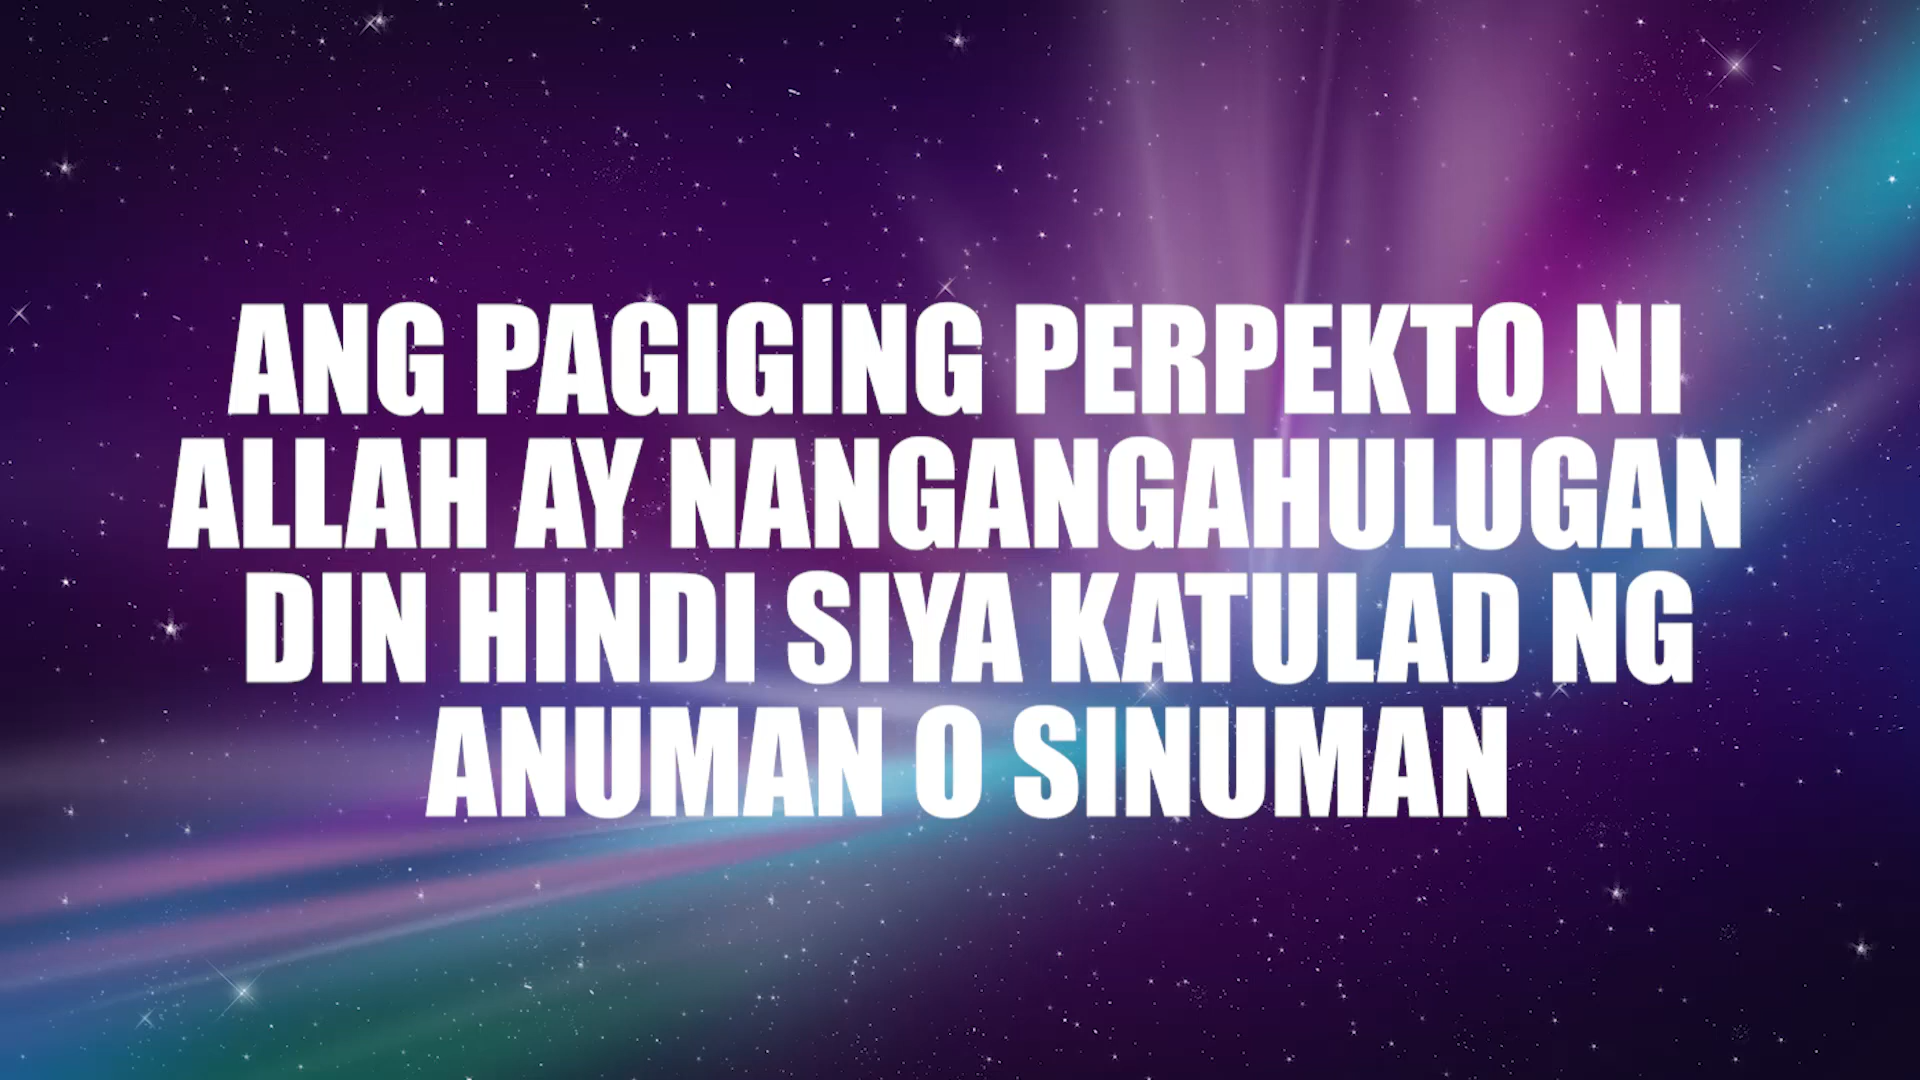 ANG PAGIGING PERPEKTO NI
ALLAH AY NANGANGAHULUGAN
DIN HINDI SIYA KATULAD NG
ANUMAN O SINUMAN